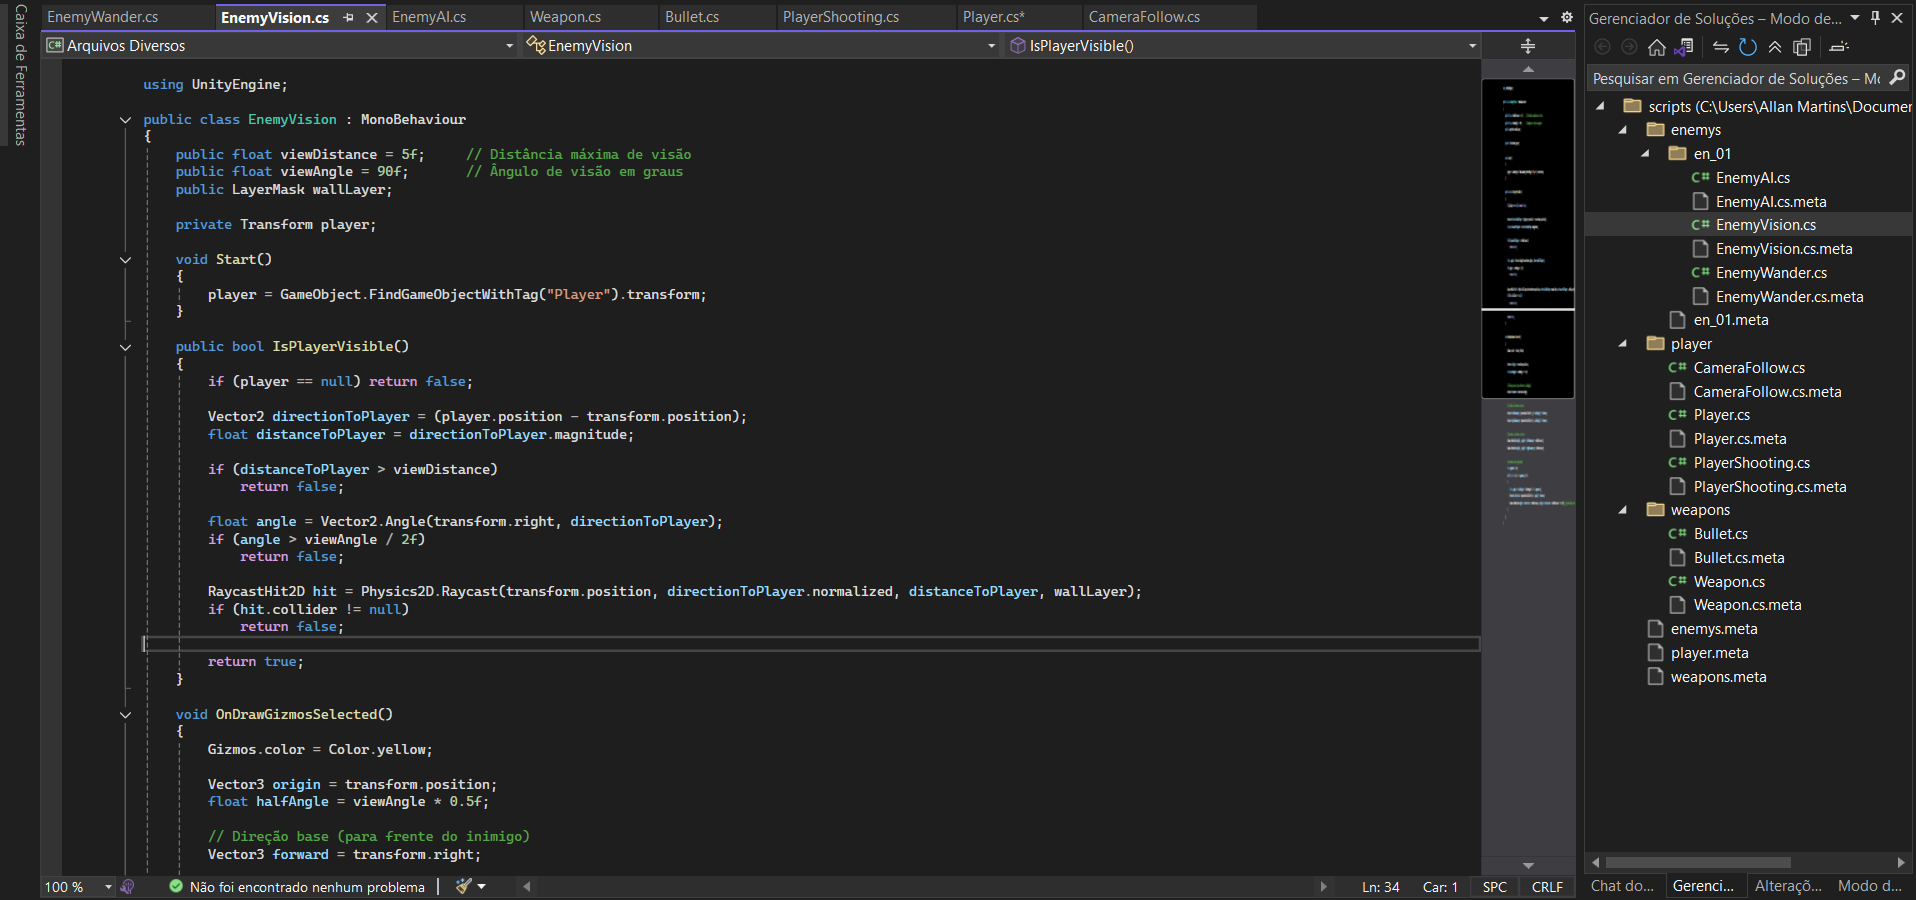 Caixa de Ferramentas
EnemyWander.cs EnemyVision.cs EnemyAI.cs Weapon.cs Bullet.cs PlayerShooting.cs Player.cs* CameraFollow.cs
C# Arquivos Diversos EnemyVision IsPlayerVisible()
using UnityEngine;
public class EnemyVision : MonoBehaviour
{
public float viewDistance = 5f; // Distância máxima de visão
public float viewAngle = 90f; // Ângulo de visão em graus
public LayerMask wallLayer;
private Transform player;
void Start()
{
player = GameObject.FindGameObjectWithTag("Player").transform;
}
public bool IsPlayerVisible()
{
if (player == null) return false;
Vector2 directionToPlayer = (player.position - transform.position);
float distanceToPlayer = directionToPlayer.magnitude;
if (distanceToPlayer > viewDistance)
return false;
float angle = Vector2.Angle(transform.right, directionToPlayer);
if (angle > viewAngle / 2f)
return false;
RaycastHit2D hit = Physics2D.Raycast(transform.position, directionToPlayer.normalized, distanceToPlayer, wallLayer);
if (hit.collider != null)
return false;
return true;
}
void OnDrawGizmosSelected()
{
Gizmos.color = Color.yellow;
Vector3 origin = transform.position;
float halfAngle = viewAngle * 0.5f;
// Direção base (para frente do inimigo)
Vector3 forward = transform.right;
100 % Não foi encontrado nenhum problema Ln: 34 Car: 1 SPC CRLF
Gerenciador de Soluções – Modo de...
Pesquisar em Gerenciador de Soluções – Mo
scripts (C:\Users\Allan Martins\Documen
enemys
en_01
C# EnemyAI.cs
EnemyAI.cs.meta
C# EnemyVision.cs
EnemyVision.cs.meta
C# EnemyWander.cs
EnemyWander.cs.meta
en_01.meta
player
C# CameraFollow.cs
CameraFollow.cs.meta
C# Player.cs
Player.cs.meta
C# PlayerShooting.cs
PlayerShooting.cs.meta
weapons
C# Bullet.cs
Bullet.cs.meta
C# Weapon.cs
Weapon.cs.meta
enemys.meta
player.meta
weapons.meta
Chat do... Gerenci... Alteraçõ... Modo d...